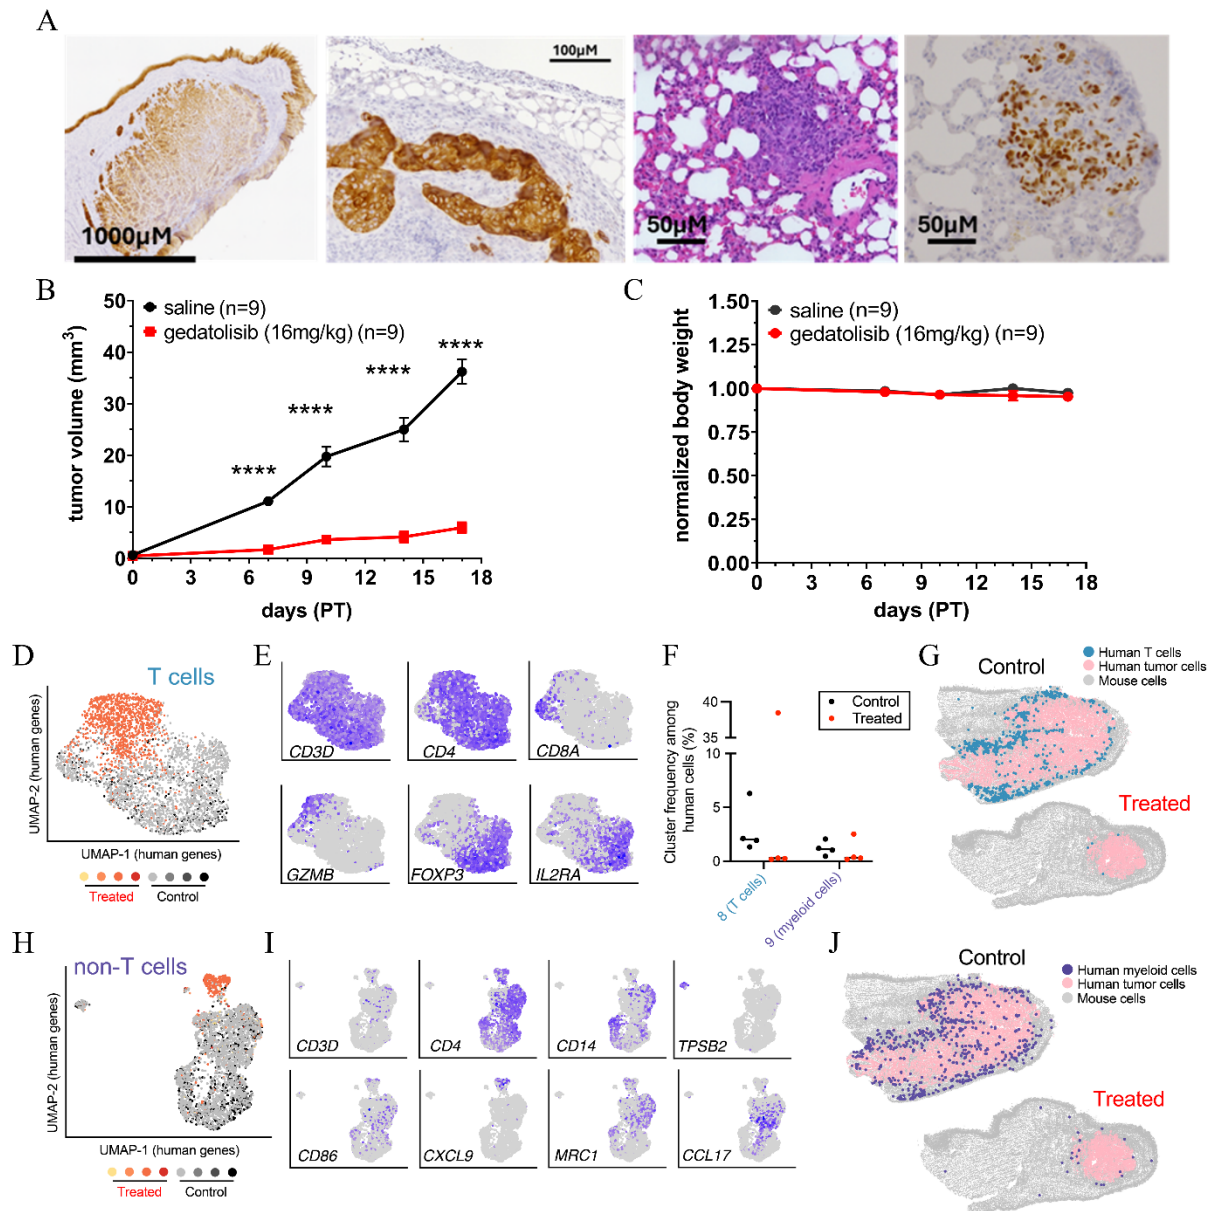 A
1000µM
100µM
50µM
50µM
B
50
40
30
20
10
0
tumor volume (mm³)
saline (n=9)
gedatolisib (16mg/kg) (n=9)
****
****
****
****
0 3 6 9 12 15 18
days (PT)
C
1.50
1.25
1.00
0.75
0.50
0.25
0.00
normalized body weight
saline (n=9)
gedatolisib (16mg/kg) (n=9)
0 3 6 9 12 15 18
days (PT)
D
T cells
UMAP-2 (human genes)
UMAP-1 (human genes)
Treated Control
E
CD3D
CD4
CD8A
GZMB
FOXP3
IL2RA
F
Cluster frequency among
human cells (%)
40
35
10
5
0
Control
Treated
8 (T cells)
9 (myeloid cells)
G
Control
Human T cells
Human tumor cells
Mouse cells
Treated
H
non-T cells
UMAP-2 (human genes)
UMAP-1 (human genes)
Treated Control
I
CD3D
CD4
CD14
TPSB2
CD86
CXCL9
MRC1
CCL17
J
Control
Human myeloid cells
Human tumor cells
Mouse cells
Treated